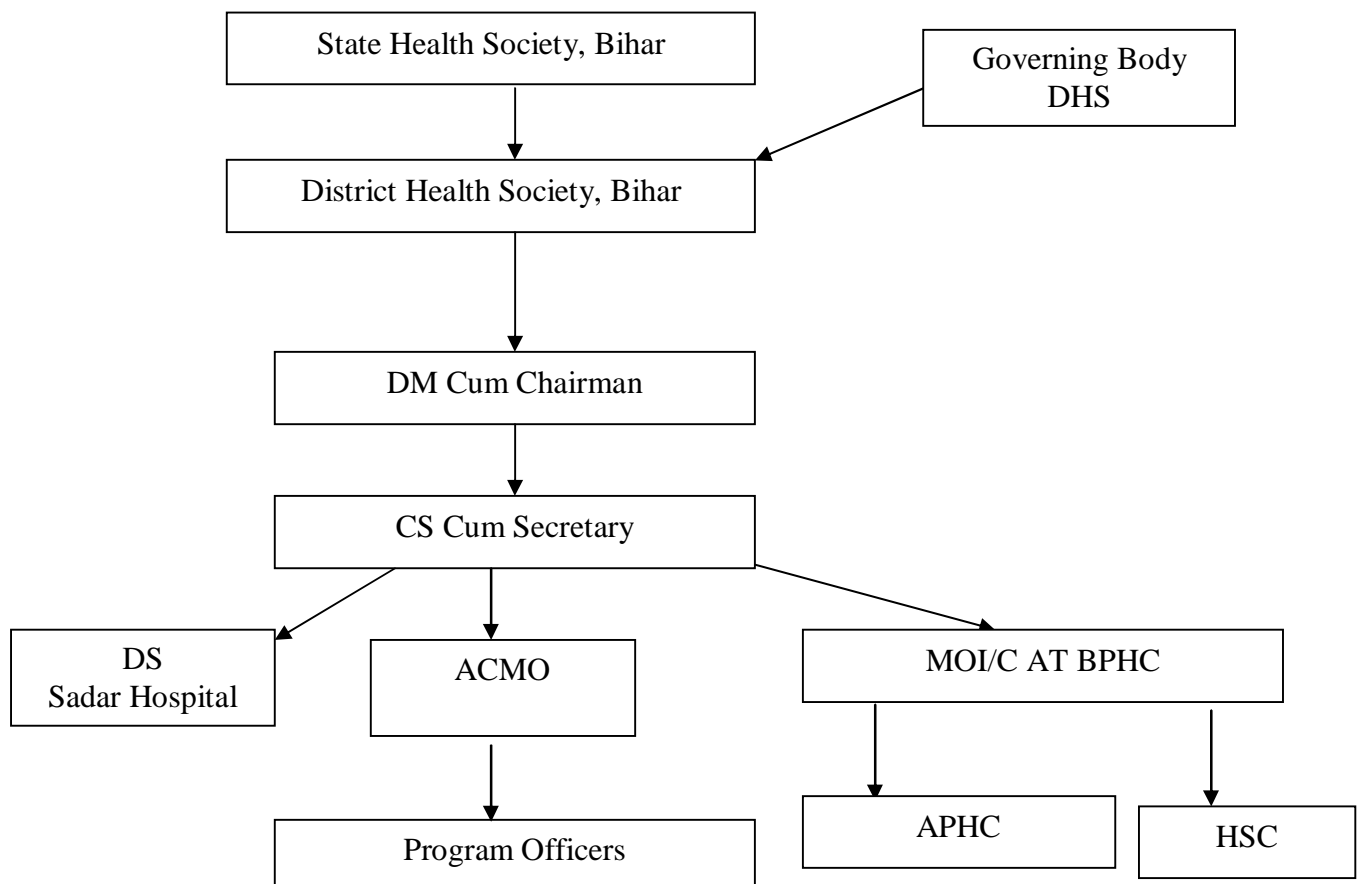 State Health Society, Bihar
Governing Body
DHS
District Health Society, Bihar
DM Cum Chairman
CS Cum Secretary
DS
Sadar Hospital
ACMO
MOI/C AT BPHC
Program Officers
APHC
HSC